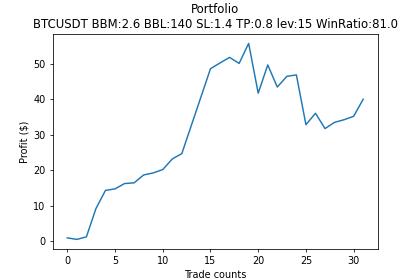 Portfolio
BTCUSDT BBM:2.6 BBL:140 SL:1.4 TP:0.8 lev:15 WinRatio:81.0
Profit ($)
50
40
30
20
10
0
0 5 10 15 20 25 30
Trade counts